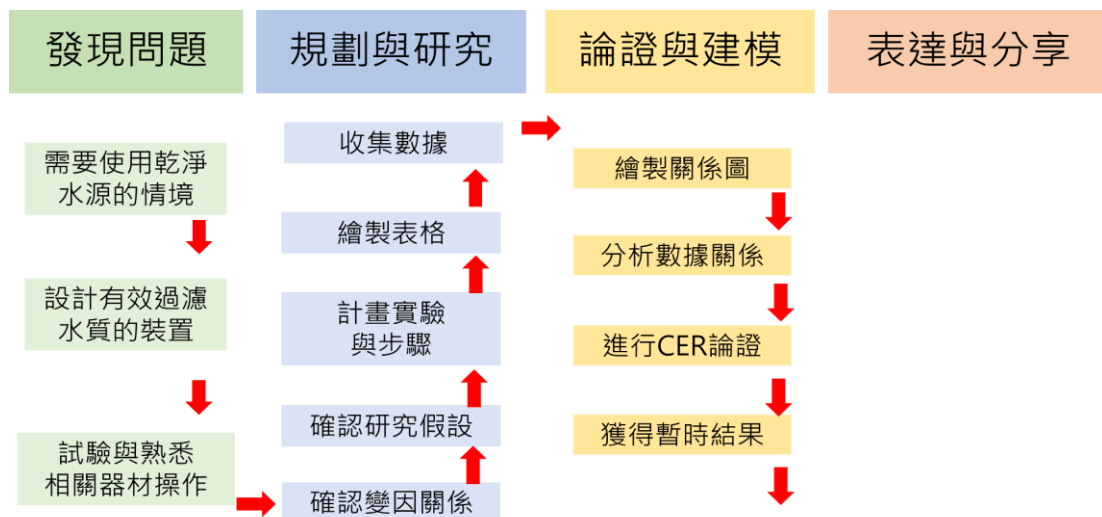 發現問題
規劃與研究
論證與建模
表達與分享
需要使用乾淨
水源的情境
設計有效過濾
水質的裝置
試驗與熟悉
相關器材操作
收集數據
繪製表格
計畫實驗
與步驟
確認研究假設
確認變因關係
繪製關係圖
分析數據關係
進行CER論證
獲得暫時結果